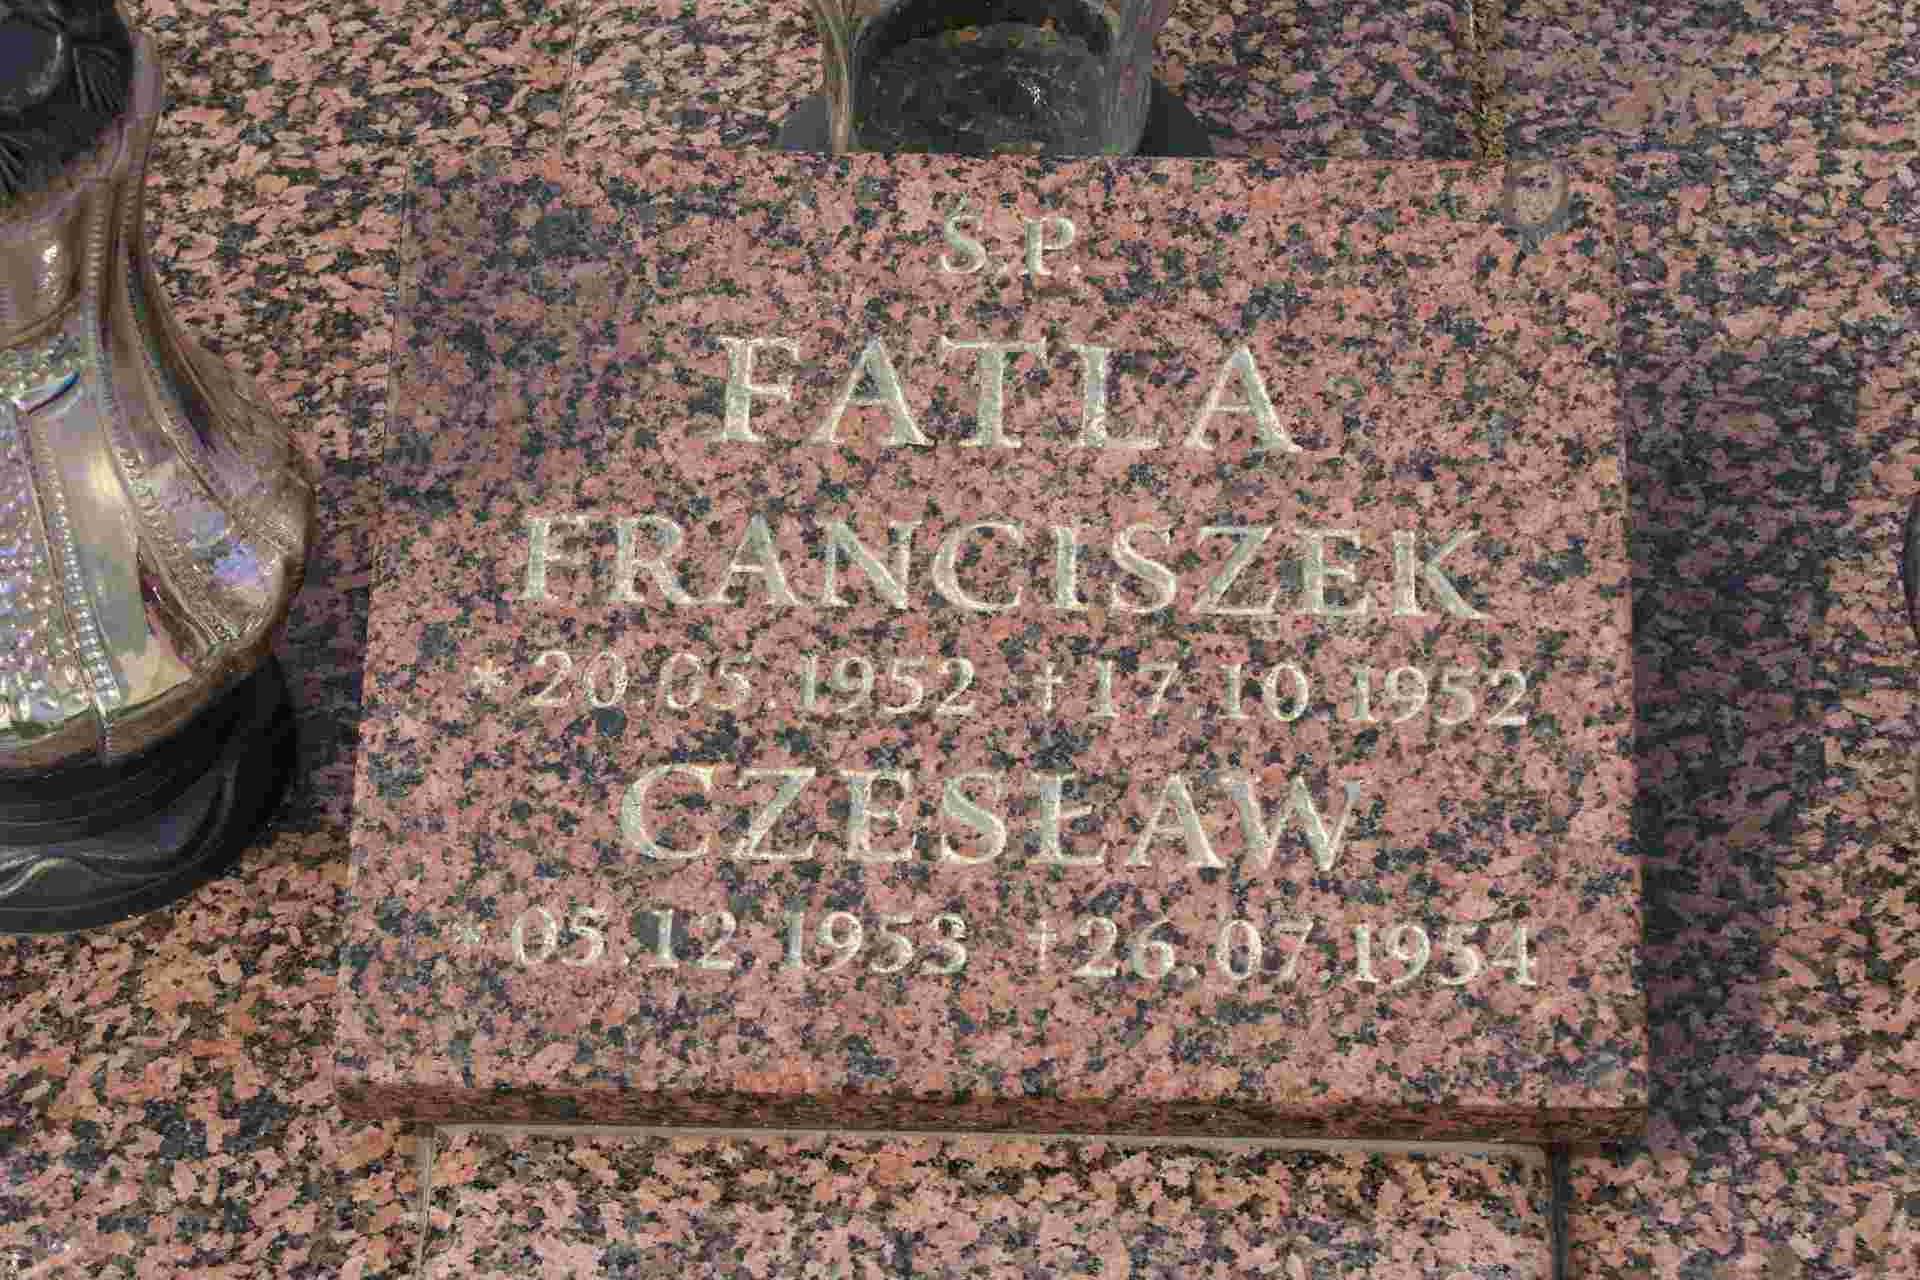 Ś.P.
FATLA
FRANCISZEK
* 20.05.1952 † 17.10.1952
CZESŁAW
* 05.12.1953 † 26.07.1954